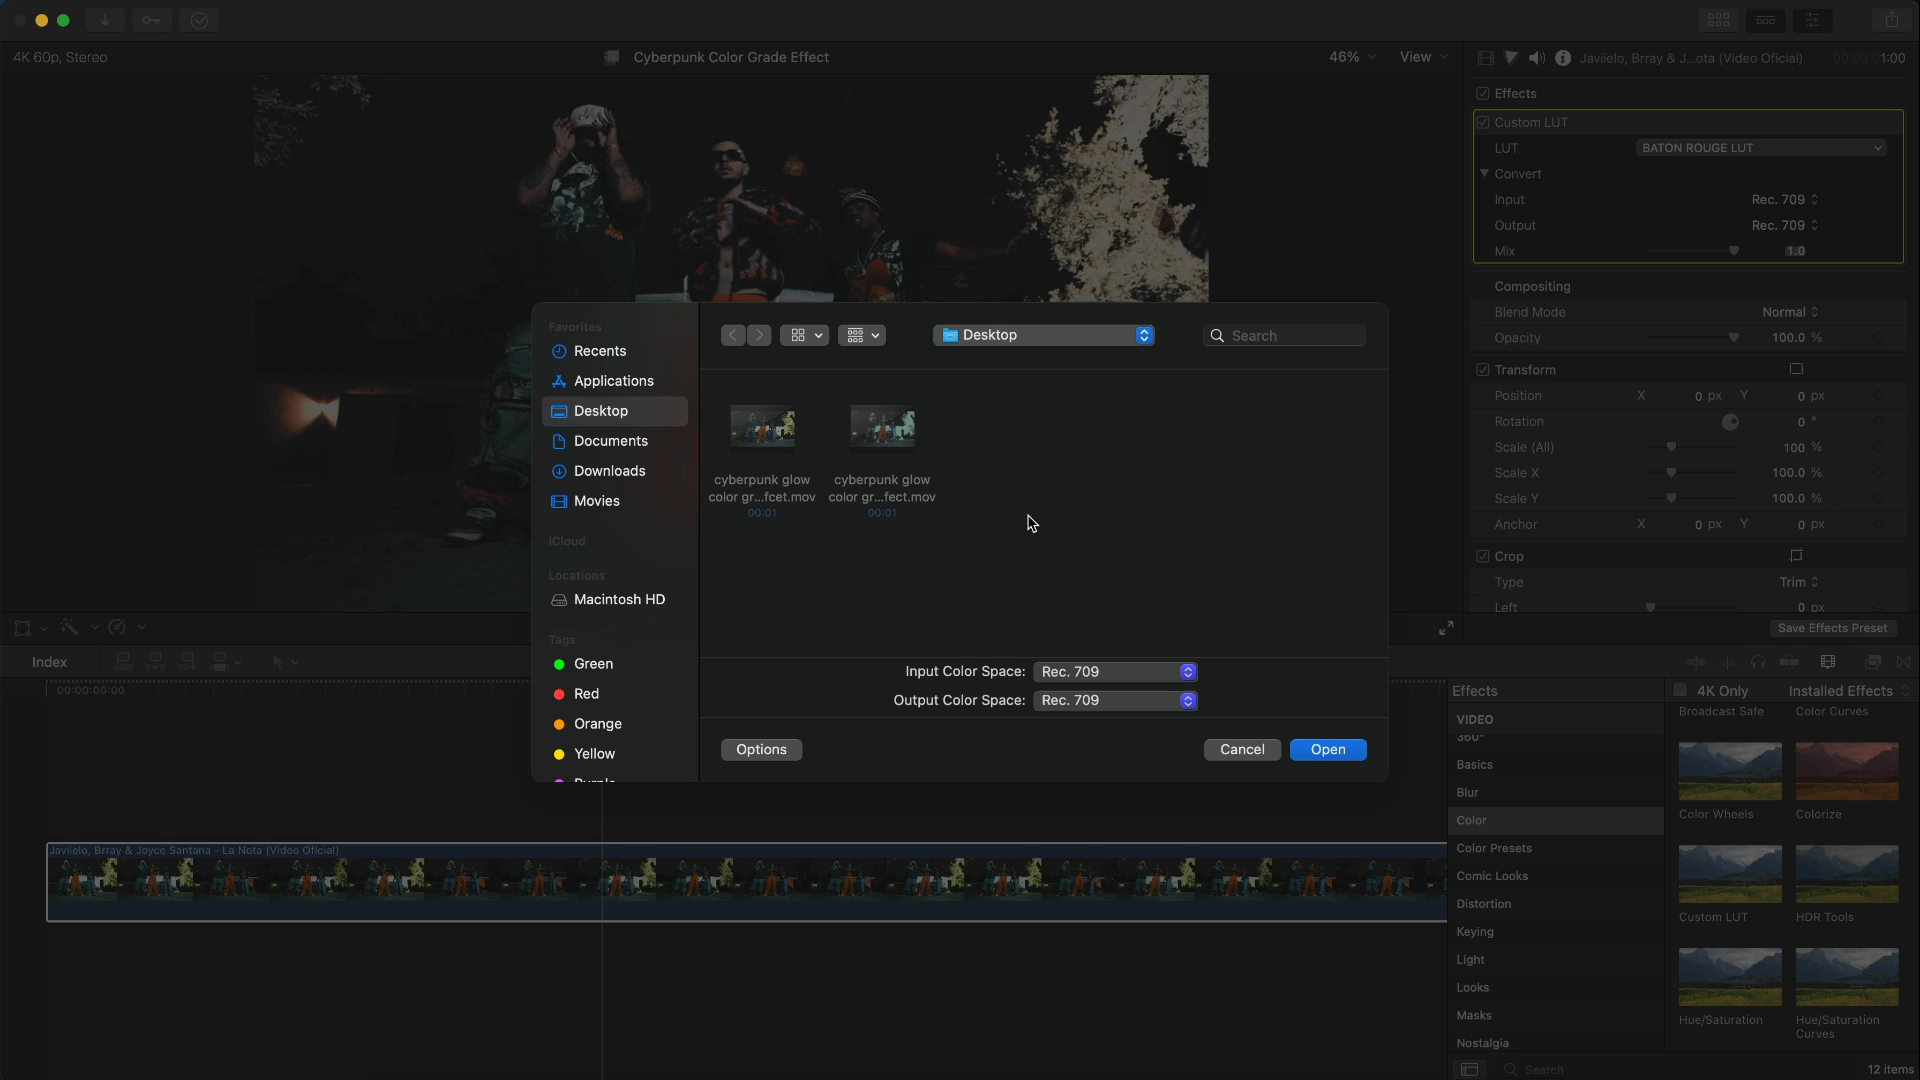 4K 60p, Stereo
Cyberpunk Color Grade Effect
46%
View
Javiielo, Brray & J...ota (Video Oficial)
00:00:01:00
Effects
Custom LUT
LUT
BATON ROUGE LUT
Convert
Input
Rec. 709
Output
Rec. 709
Mix
1.0
Compositing
Blend Mode
Normal
Opacity
100.0 %
Transform
Position
X
0 px
Y
0 px
Rotation
0 °
Scale (All)
100 %
Scale X
100.0 %
Scale Y
100.0 %
Anchor
X
0 px
Y
0 px
Crop
Type
Trim
Left
0 px
Save Effects Preset
Favorites
Recents
Applications
Desktop
Documents
Downloads
Movies
iCloud
Locations
Macintosh HD
Tags
Green
Red
Orange
Yellow
Purple
Desktop
Search
cyberpunk glow
color gr...fcet.mov
00:01
cyberpunk glow
color gr...fect.mov
00:01
Input Color Space:
Rec. 709
Output Color Space:
Rec. 709
Options
Cancel
Open
Index
00:00:00:00
Javiielo, Brray & Joyce Santana - La Nota (Video Oficial)
Effects
4K Only
Installed Effects
VIDEO
360°
Basics
Blur
Color
Color Presets
Comic Looks
Distortion
Keying
Light
Looks
Masks
Nostalgia
Broadcast Safe
Color Curves
Color Wheels
Colorize
Custom LUT
HDR Tools
Hue/Saturation
Hue/Saturation
Curves
Search
12 items